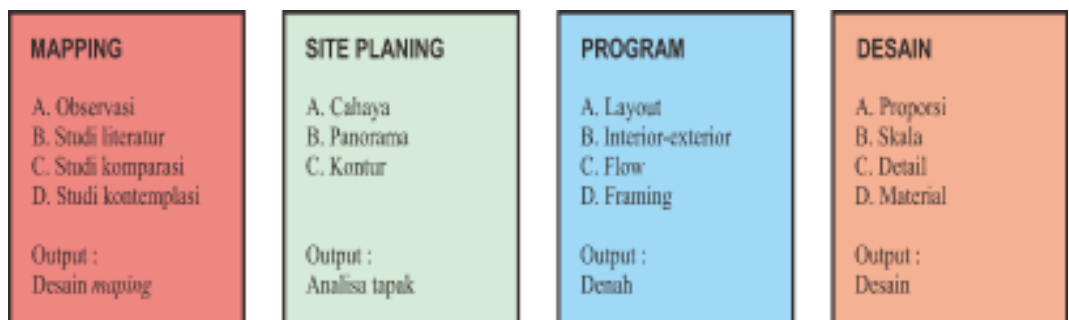 MAPPING
A. Observasi
B. Studi literatur
C. Studi komparasi
D. Studi kontemplasi
Output :
Desain maping
SITE PLANING
A. Cahaya
B. Panorama
C. Kontur
Output :
Analisa tapak
PROGRAM
A. Layout
B. Interior-exterior
C. Flow
D. Framing
Output :
Denah
DESAIN
A. Proporsi
B. Skala
C. Detail
D. Material
Output :
Desain